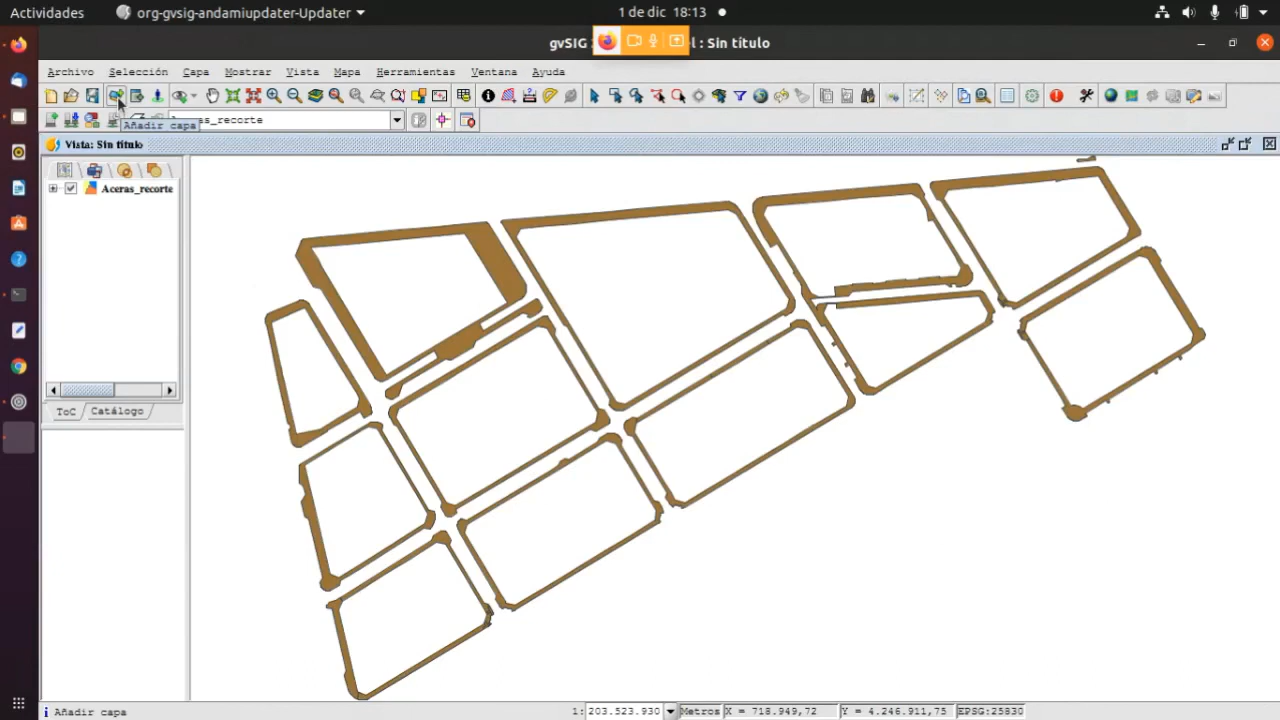 Actividades
org-gvsig-andamiupdater-Updater
1 de dic 18:13
gvSIG
el : Sin título
Archivo Selección Capa Mostrar Vista Mapa Herramientas Ventana Ayuda
as_recorte
Añadir capa
Vista: Sin título
Aceras_recorte
ToC Catálogo
Añadir capa
1: 203.523.930 Metros X = 718.949,72 Y = 4.246.911,75 EPSG:25830